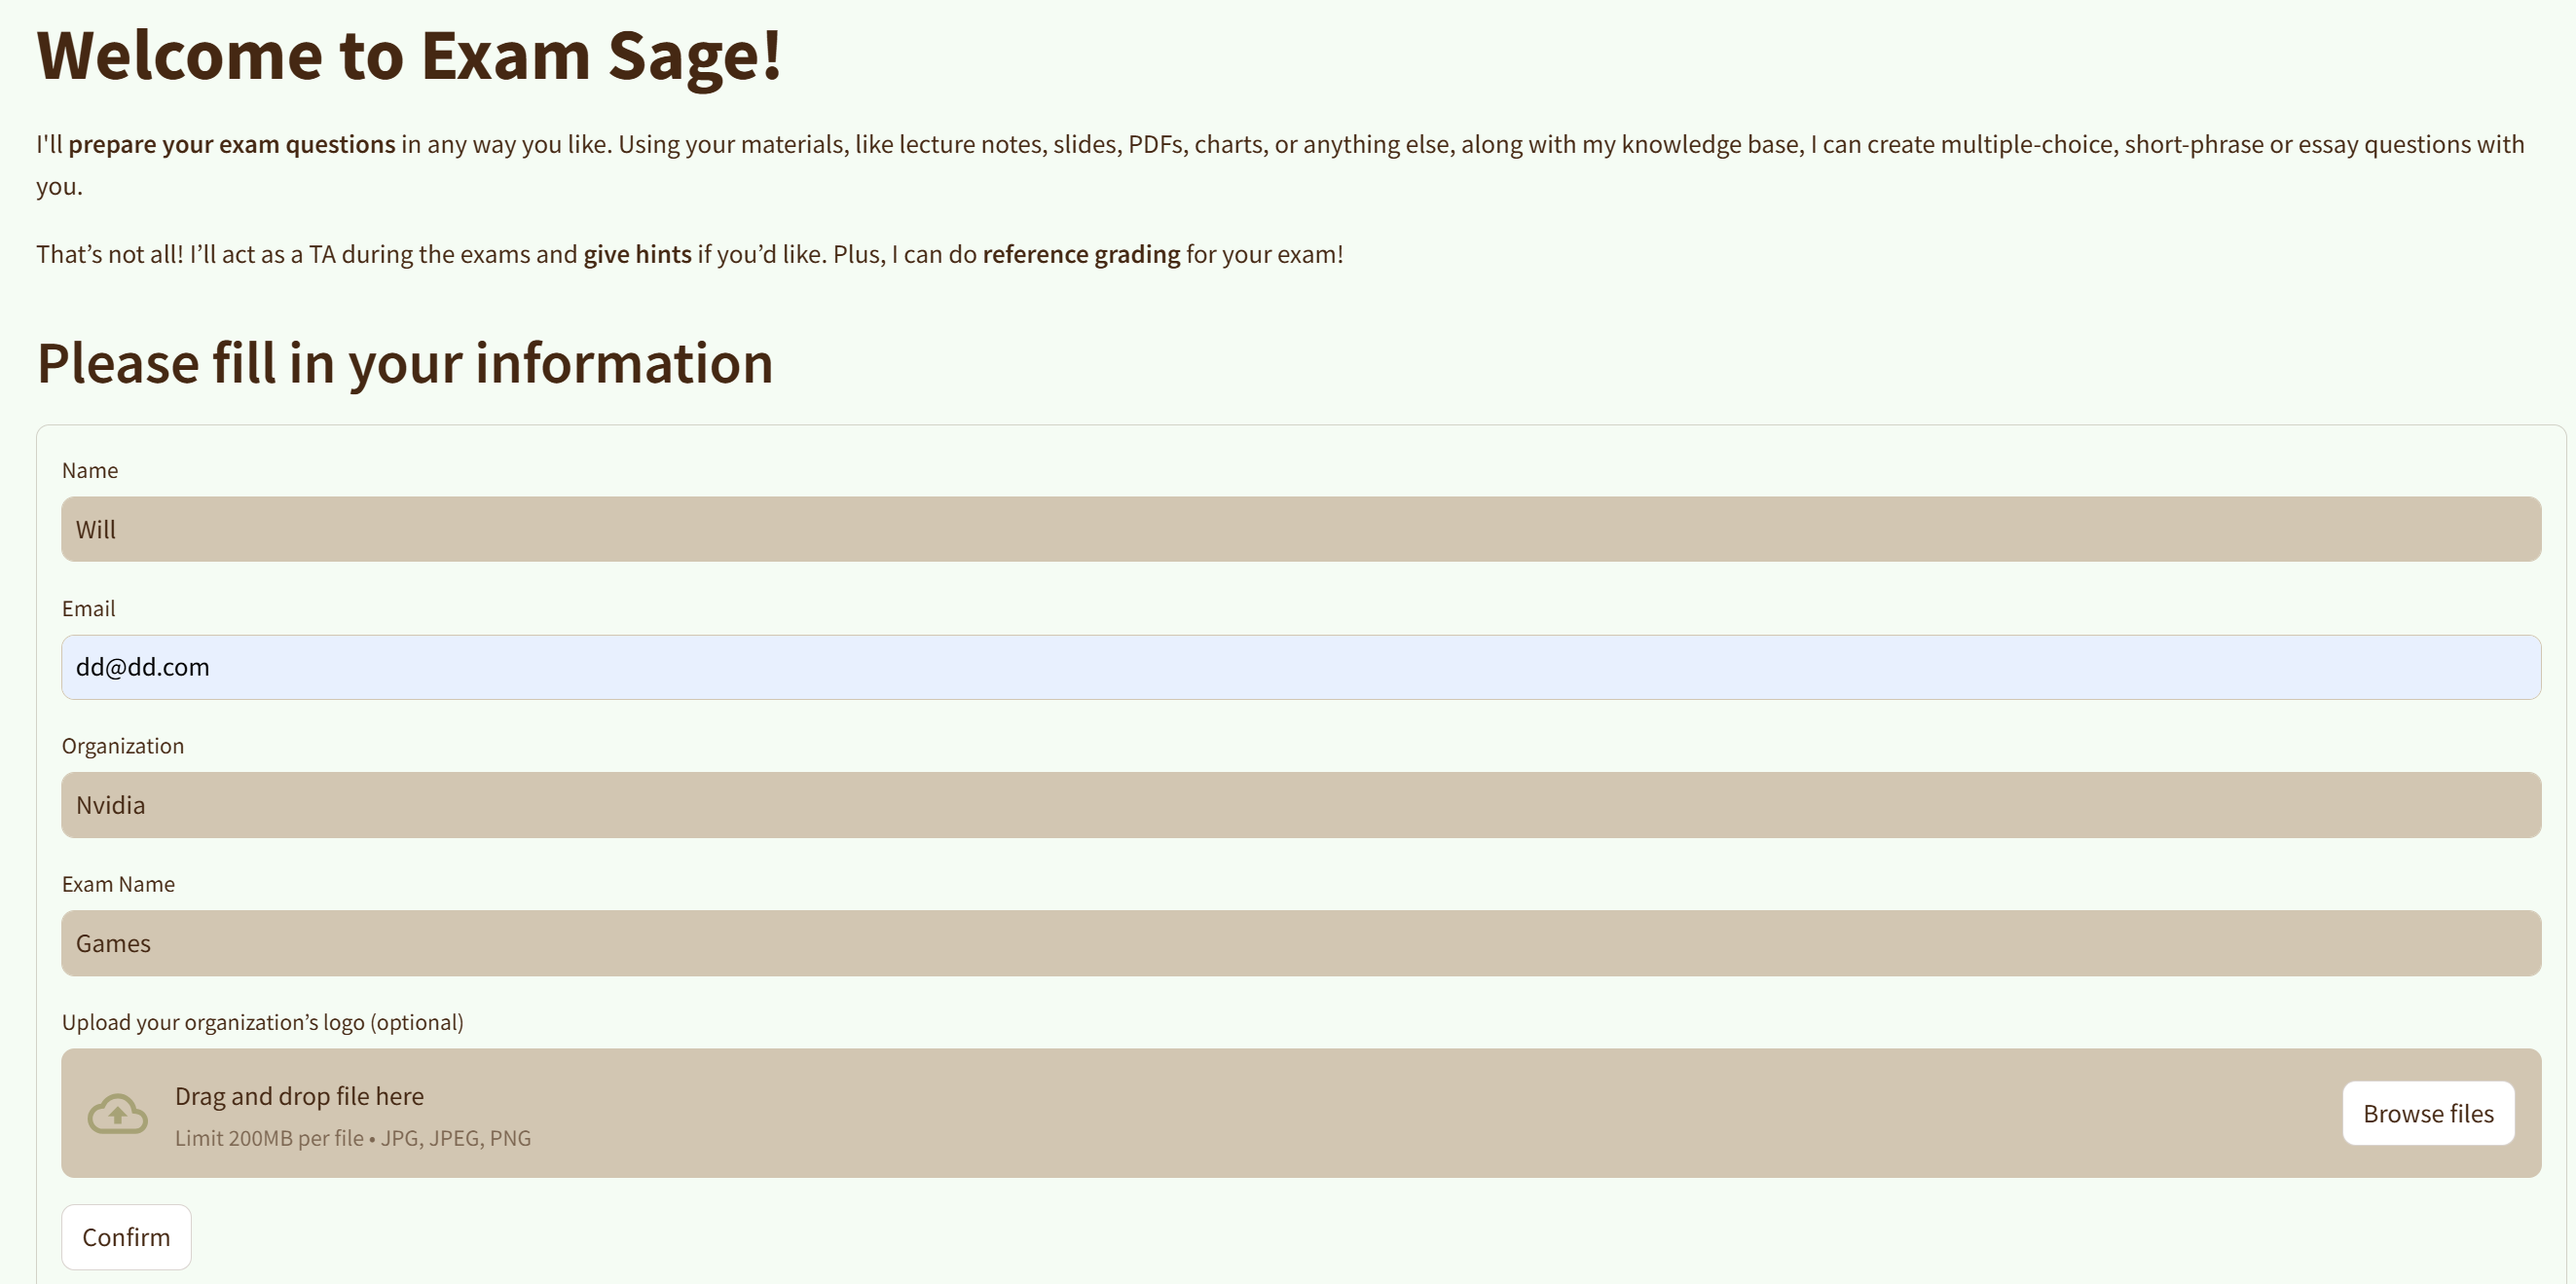 Welcome to Exam Sage!
I'll prepare your exam questions in any way you like. Using your materials, like lecture notes, slides, PDFs, charts, or anything else, along with my knowledge base, I can create multiple-choice, short-phrase or essay questions with
you.
That’s not all! I’ll act as a TA during the exams and give hints if you’d like. Plus, I can do reference grading for your exam!
Please fill in your information
Name
Will
Email
dd@dd.com
Organization
Nvidia
Exam Name
Games
Upload your organization’s logo (optional)
Drag and drop file here
Limit 200MB per file • JPG, JPEG, PNG
Browse files
Confirm